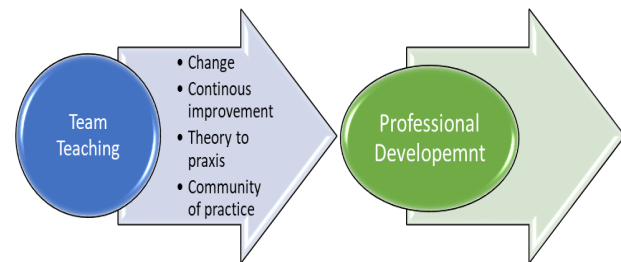 Team
Teaching
• Change
• Continous
improvement
• Theory to
praxis
• Community
of practice
Professional
Developemnt